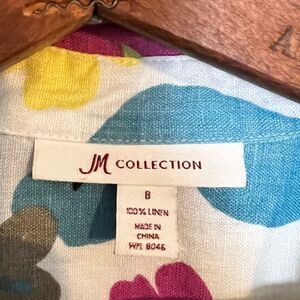 JM COLLECTION
8
100% LINEN
MADE IN
CHINA
WPL 8046